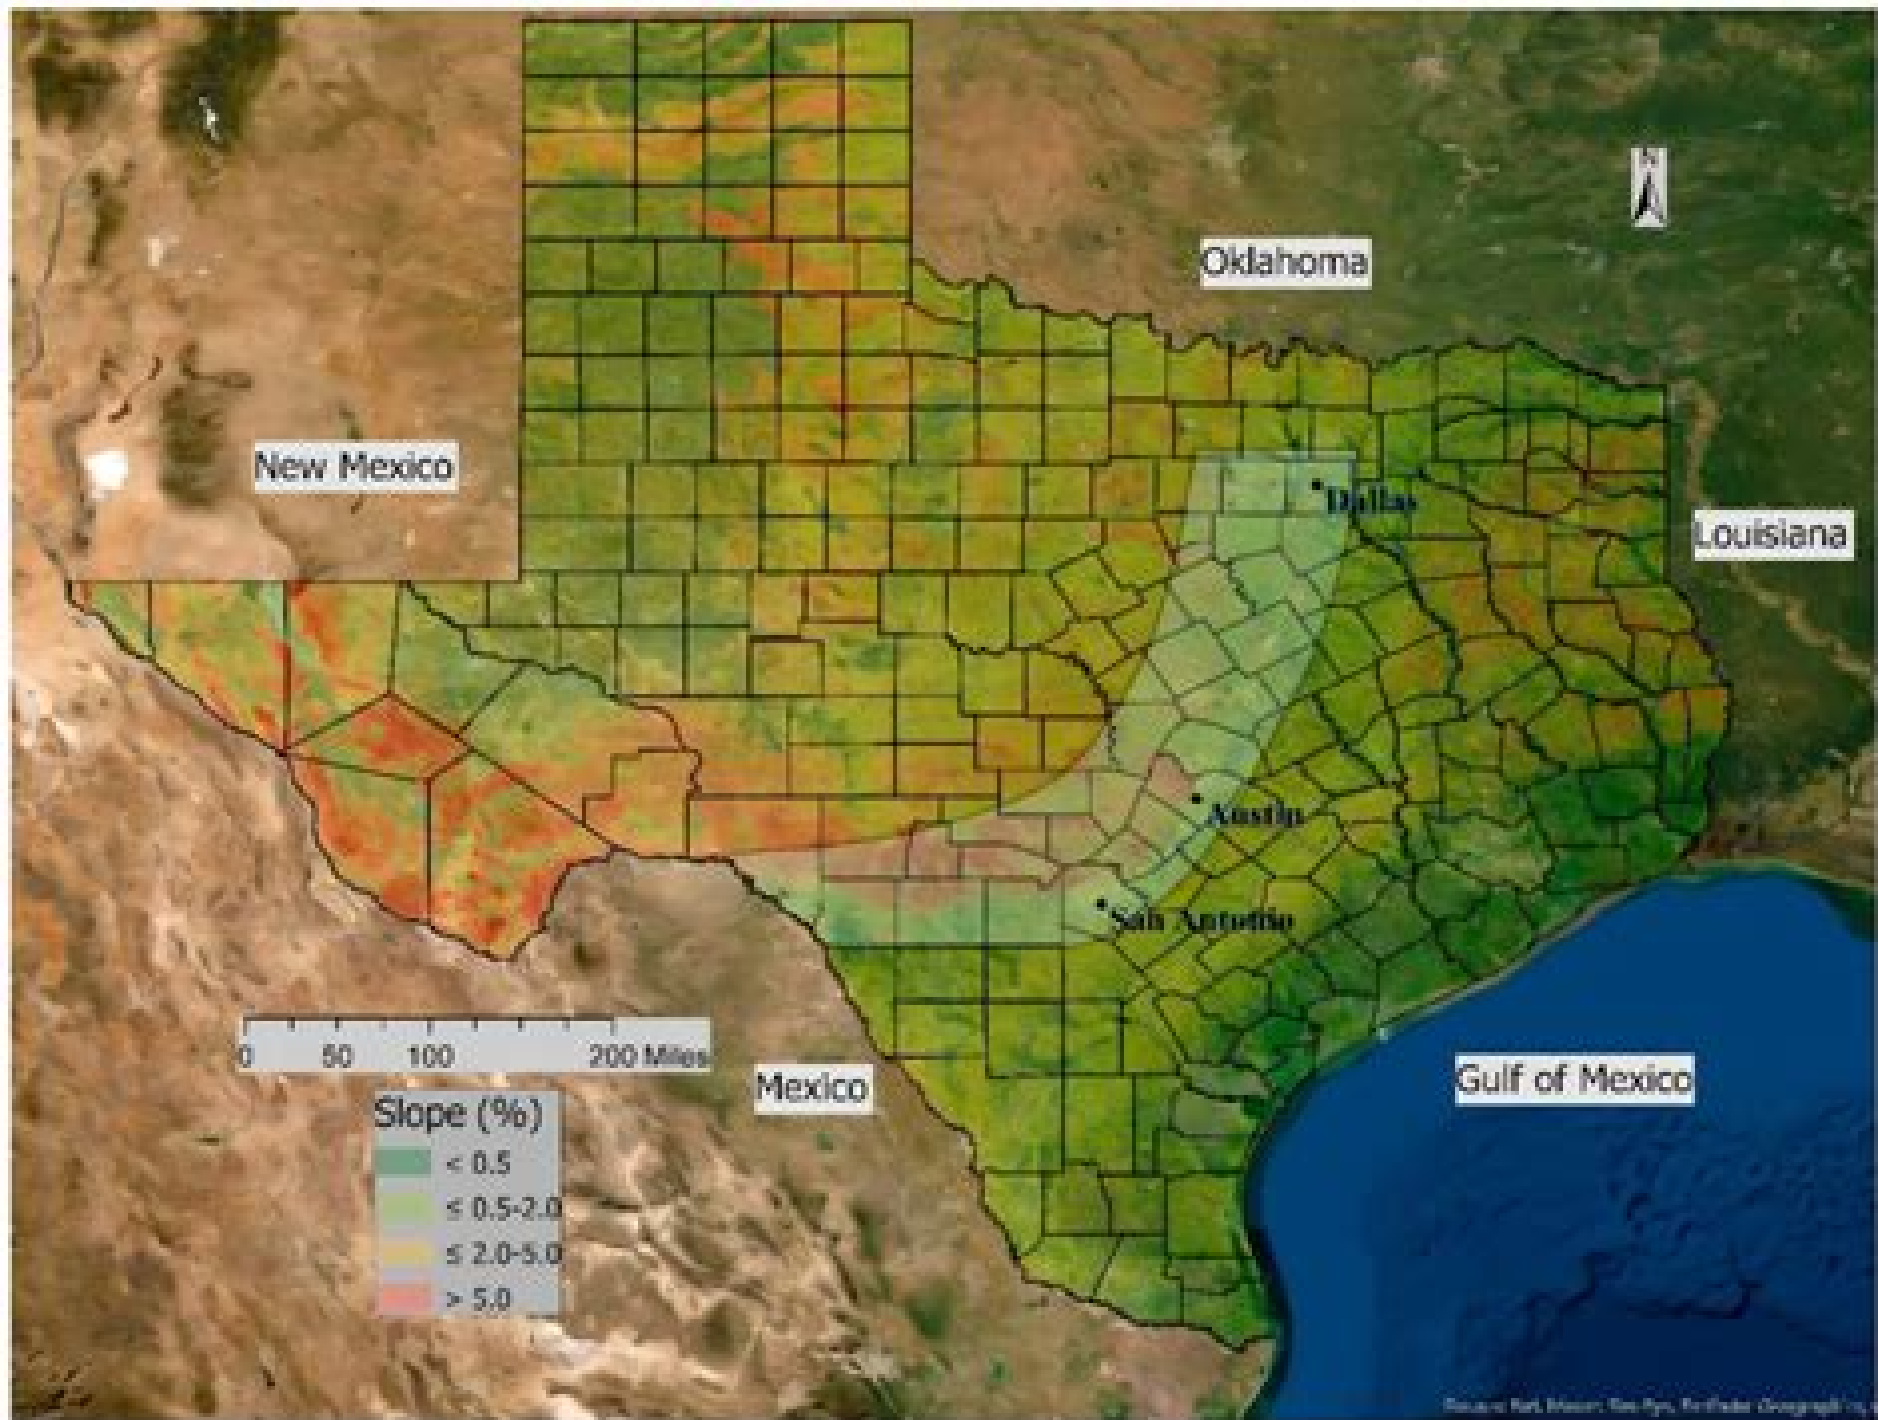 N
Oklahoma
New Mexico
Dallas
Louisiana
Austin
San Antonio
0 50 100 200 Miles
Mexico
Gulf of Mexico
Slope (%)
< 0.5
≤ 0.5-2.0
≤ 2.0-5.0
> 5.0